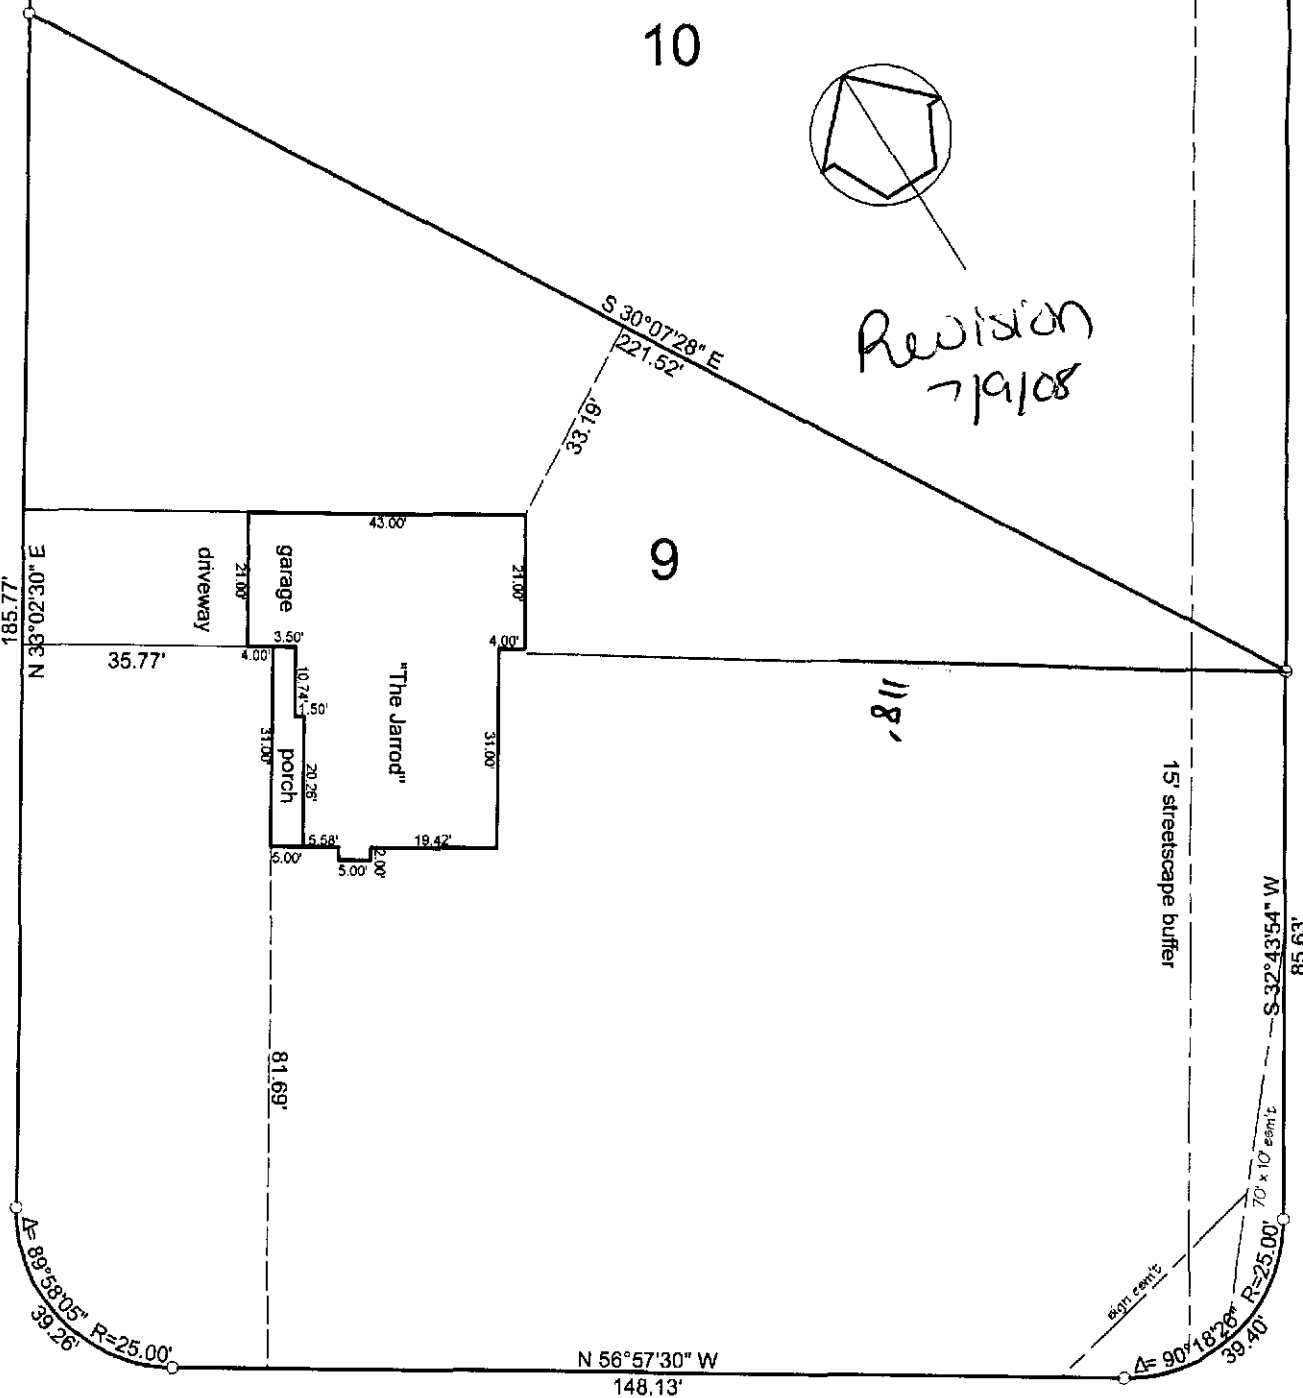 10
Revision
7/9/08
S 30°07'28" E
221.52'
33.19'
9
43.00'
garage
driveway
21.00'
21.00'
185.77'
N 33°02'30" E
35.77'
3.50'
4.00'
4.00'
10.74'
1.50'
"The Jarrod"
118'
31.00'
porch
20.26'
31.00'
5.58'
19.42'
5.00'
5.00'
2.00'
15' streetscape buffer
S 32°43'54" W
85.63'
81.69'
70' x 10' esm't
sign esm't
Δ= 89°58'05" R=25.00'
39.26'
N 56°57'30" W
148.13'
Δ= 90°18'26" R=25.00'
39.40'